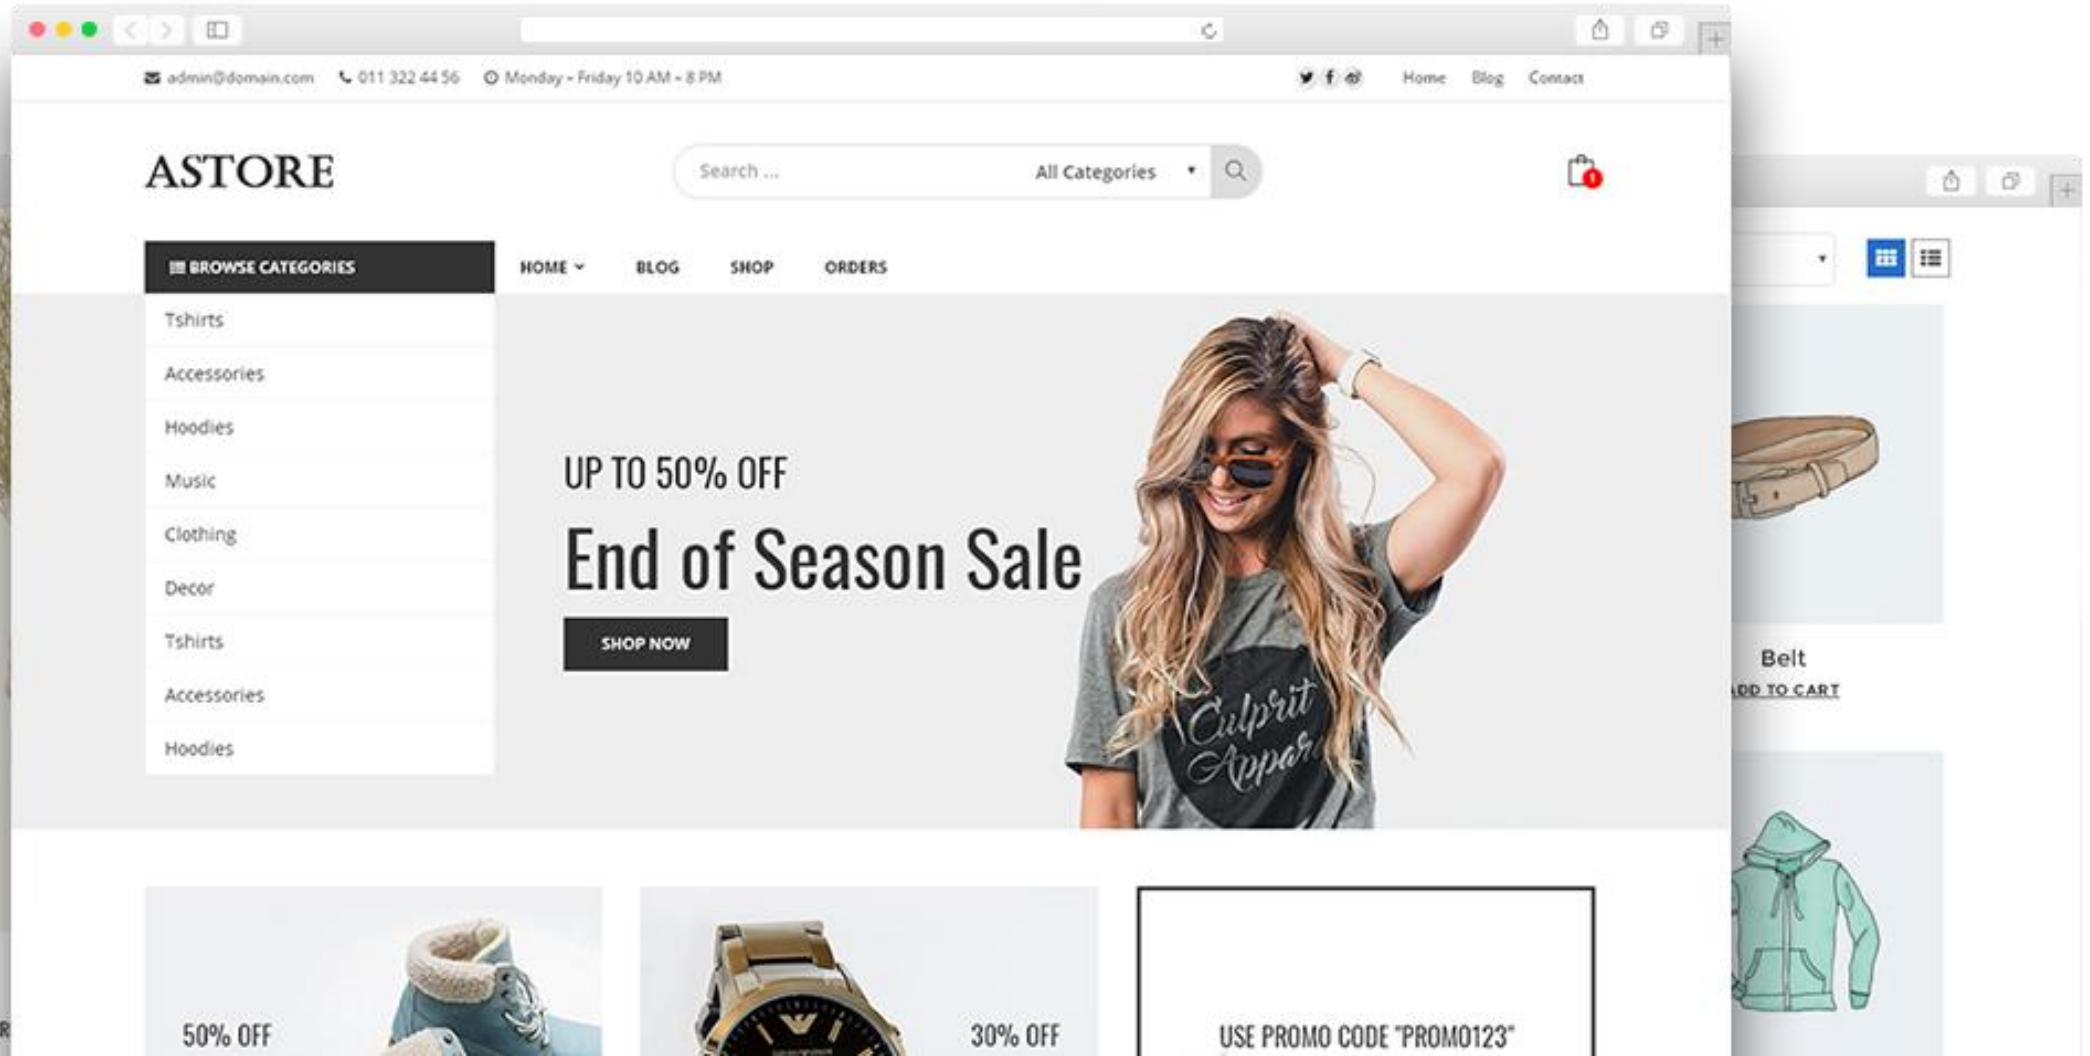 admin@domain.com 011 322 44 56 Monday - Friday 10 AM - 8 PM Home Blog Contact
ASTORE Search ... All Categories 1
BROWSE CATEGORIES HOME BLOG SHOP ORDERS
Tshirts
Accessories
Hoodies
Music
Clothing
Decor
Tshirts
Accessories
Hoodies
UP TO 50% OFF
End of Season Sale
SHOP NOW
Culprit
50% OFF
30% OFF
USE PROMO CODE "PROMO123"
Belt
TO CART